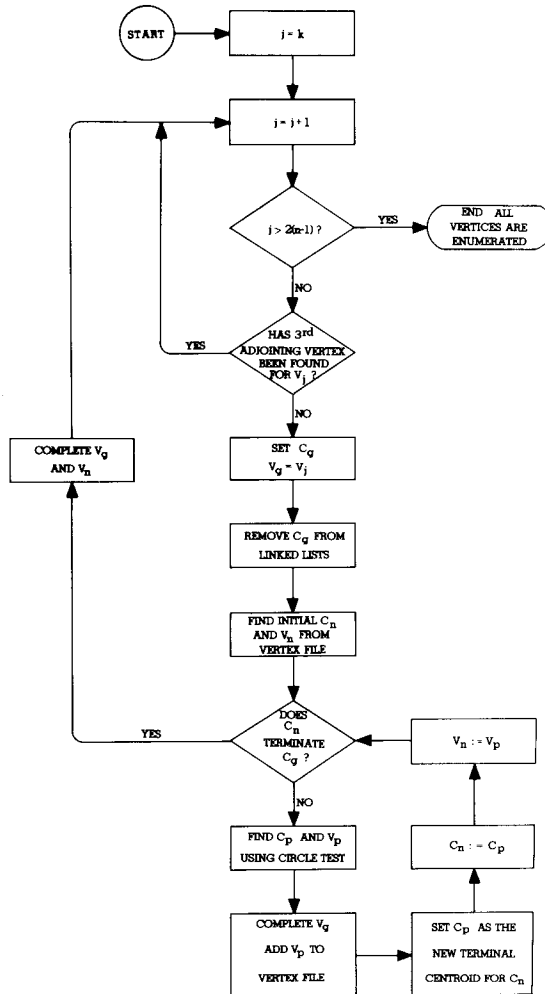 START
j = k
j = j + 1
j > 2(n-1) ?
YES
END ALL
VERTICES ARE
ENUMERATED
NO
HAS 3rd
ADJOINING VERTEX
BEEN FOUND
FOR Vj ?
YES
NO
COMPLETE Vg
AND Vn
SET Cg
Vg = Vj
REMOVE Cg FROM
LINKED LISTS
FIND INITIAL Cn
AND Vn FROM
VERTEX FILE
DOES
Cn
TERMINATE
Cg ?
YES
Vn := Vp
NO
FIND Cp AND Vp
USING CIRCLE TEST
Cn := Cp
COMPLETE Vg
ADD Vp TO
VERTEX FILE
SET Cp AS THE
NEW TERMINAL
CENTROID FOR Cn